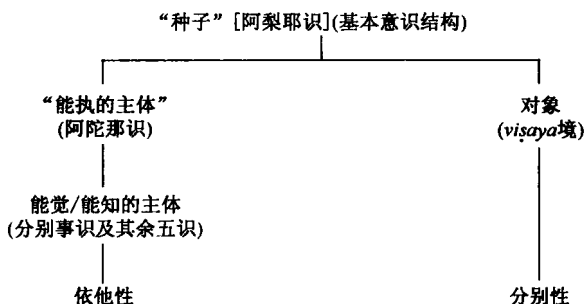 “种子” [阿梨耶识](基本意识结构)
“能执的主体”
(阿陀那识)
对象
(viṣaya境)
能觉/能知的主体
(分别事识及其余五识)
依他性
分别性